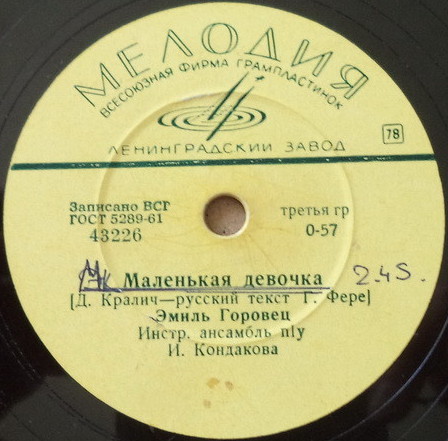 МЕЛОДИЯ
ВСЕСОЮЗНАЯ ФИРМА ГРАМПЛАСТИНОК
ЛЕНИНГРАДСКИЙ ЗАВОД
78
Записано ВСГ
ГОСТ 5289-61
43226
третья гр
0-57
Маленькая девочка 2.45.
[Д. Кралич—русский текст Г. Фере]
Эмиль Горовец
Инстр. ансамбль п/у
И. Кондакова